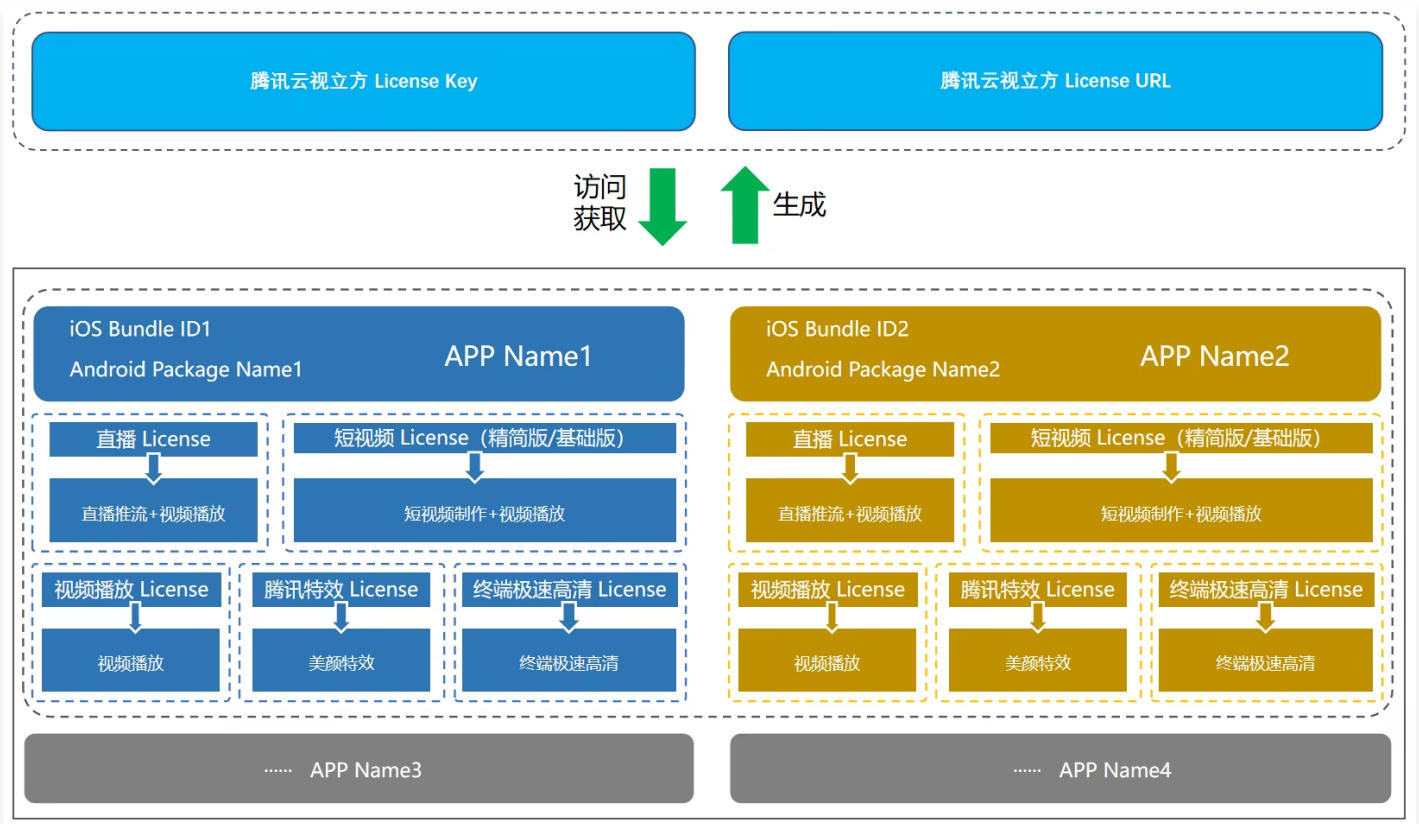 腾讯云视立方 License Key
腾讯云视立方 License URL
访问
获取
生成
iOS Bundle ID1
Android Package Name1
APP Name1
iOS Bundle ID2
Android Package Name2
APP Name2
直播 License
短视频 License（精简版/基础版）
直播推流+视频播放
短视频制作+视频播放
直播 License
短视频 License（精简版/基础版）
直播推流+视频播放
短视频制作+视频播放
视频播放 License
腾讯特效 License
终端极速高清 License
视频播放
美颜特效
终端极速高清
视频播放 License
腾讯特效 License
终端极速高清 License
视频播放
美颜特效
终端极速高清
······ APP Name3
······ APP Name4